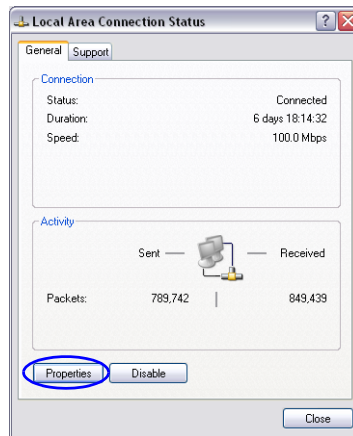 Local Area Connection Status
General Support
Connection
Status: Connected
Duration: 6 days 18:14:32
Speed: 100.0 Mbps
Activity
Sent — — Received
Packets: 789,742 | 849,439
Properties Disable
Close